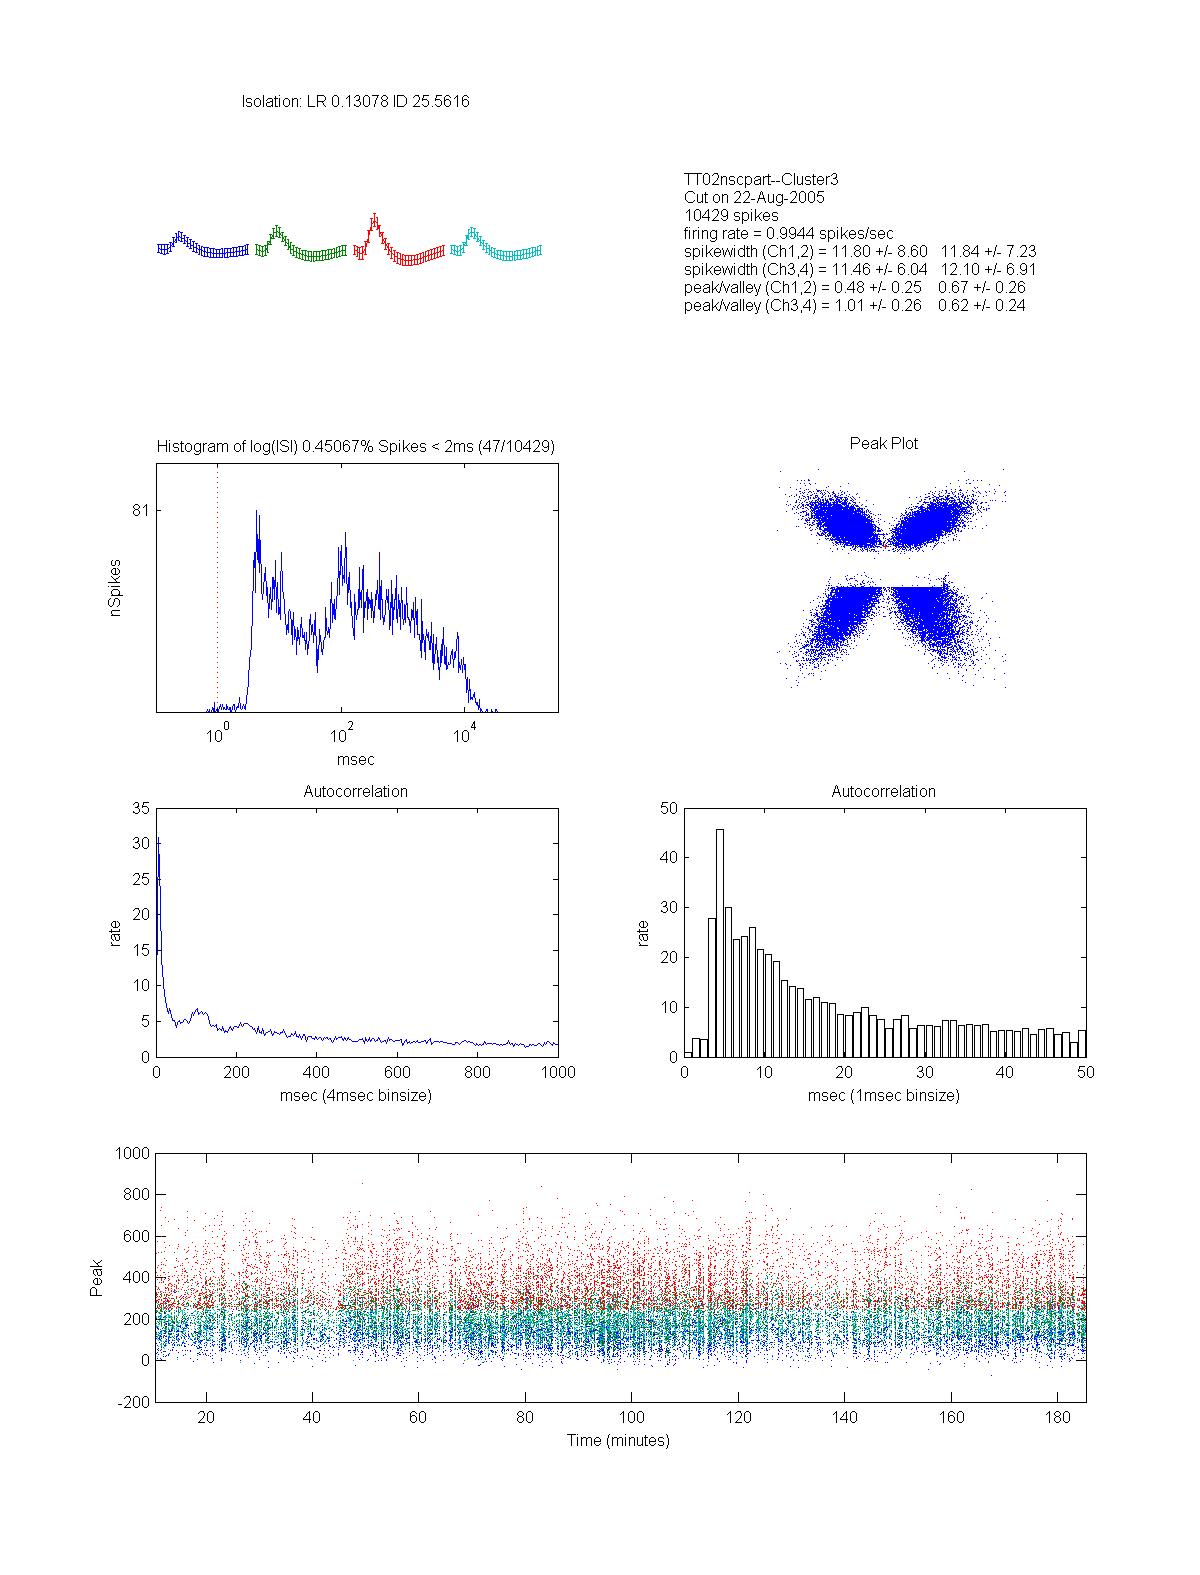 Isolation: LR 0.13078 ID 25.5616
TT02nscpart--Cluster3
Cut on 22-Aug-2005
10429 spikes
firing rate = 0.9944 spikes/sec
spikewidth (Ch1,2) = 11.80 +/- 8.60 11.84 +/- 7.23
spikewidth (Ch3,4) = 11.46 +/- 6.04 12.10 +/- 6.91
peak/valley (Ch1,2) = 0.48 +/- 0.25 0.67 +/- 0.26
peak/valley (Ch3,4) = 1.01 +/- 0.26 0.62 +/- 0.24
Histogram of log(ISI) 0.45067% Spikes < 2ms (47/10429)
81
nSpikes
10^0 10^2 10^4
msec
Peak Plot
Autocorrelation
35
30
25
20
15
10
5
0
rate
0 200 400 600 800 1000
msec (4msec binsize)
Autocorrelation
50
40
30
20
10
0
rate
0 10 20 30 40 50
msec (1msec binsize)
1000
800
600
400
200
0
-200
Peak
20 40 60 80 100 120 140 160 180
Time (minutes)